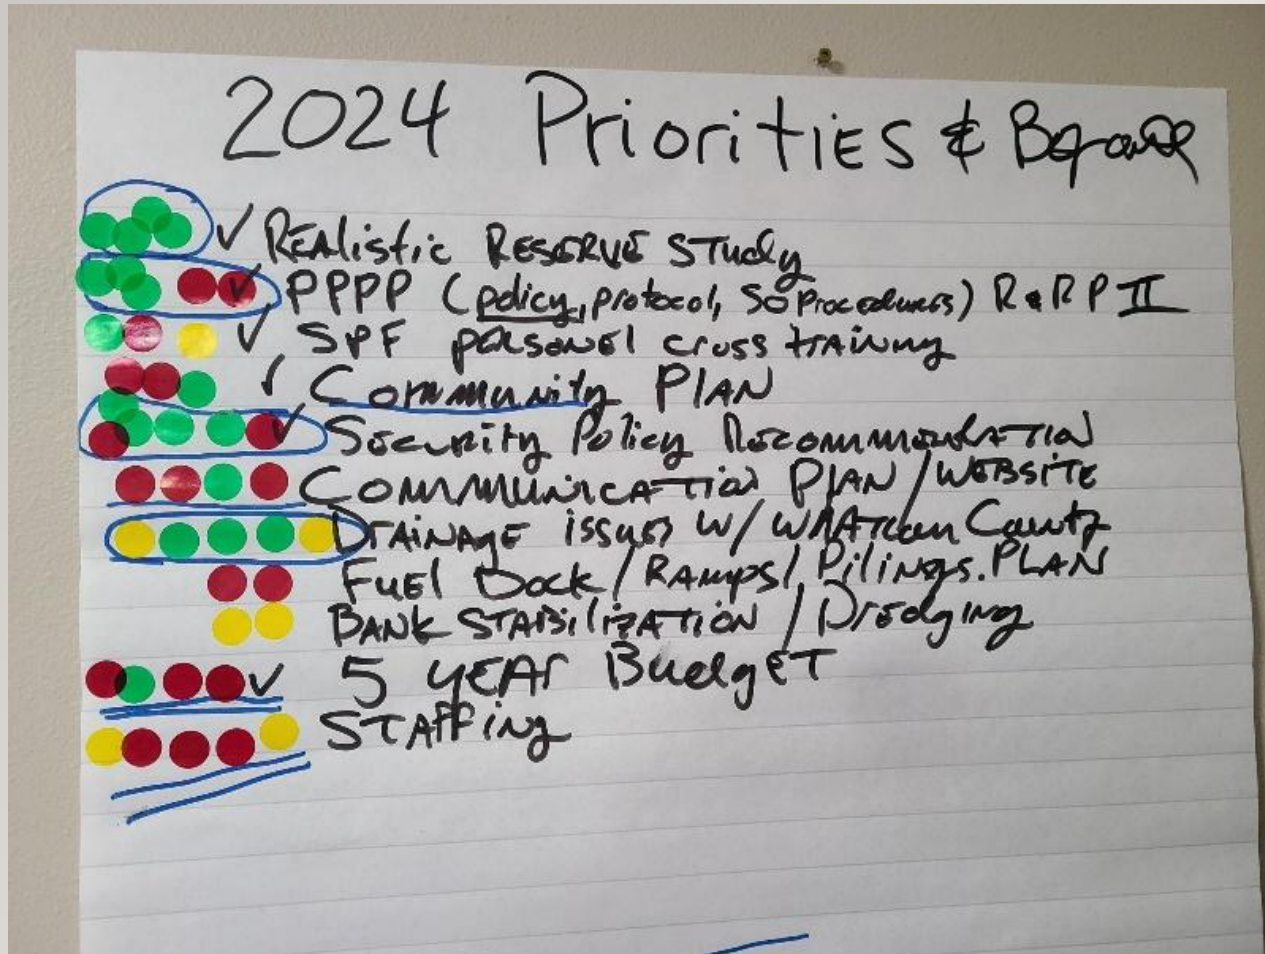 2024 Priorities & Beyond
✓ Realistic Reserve Study
✓ PPPP (policy, protocol, SO Procedures) R&RP II
✓ SPF personel cross training
✓ Community Plan
✓ Security Policy Recommendation
Communication Plan / Website
Drainage issues w/ Whatcom County
Fuel Dock / Ramps / Pilings. Plan
Bank Stabilization / Dredging
✓ 5 year Budget
Staffing